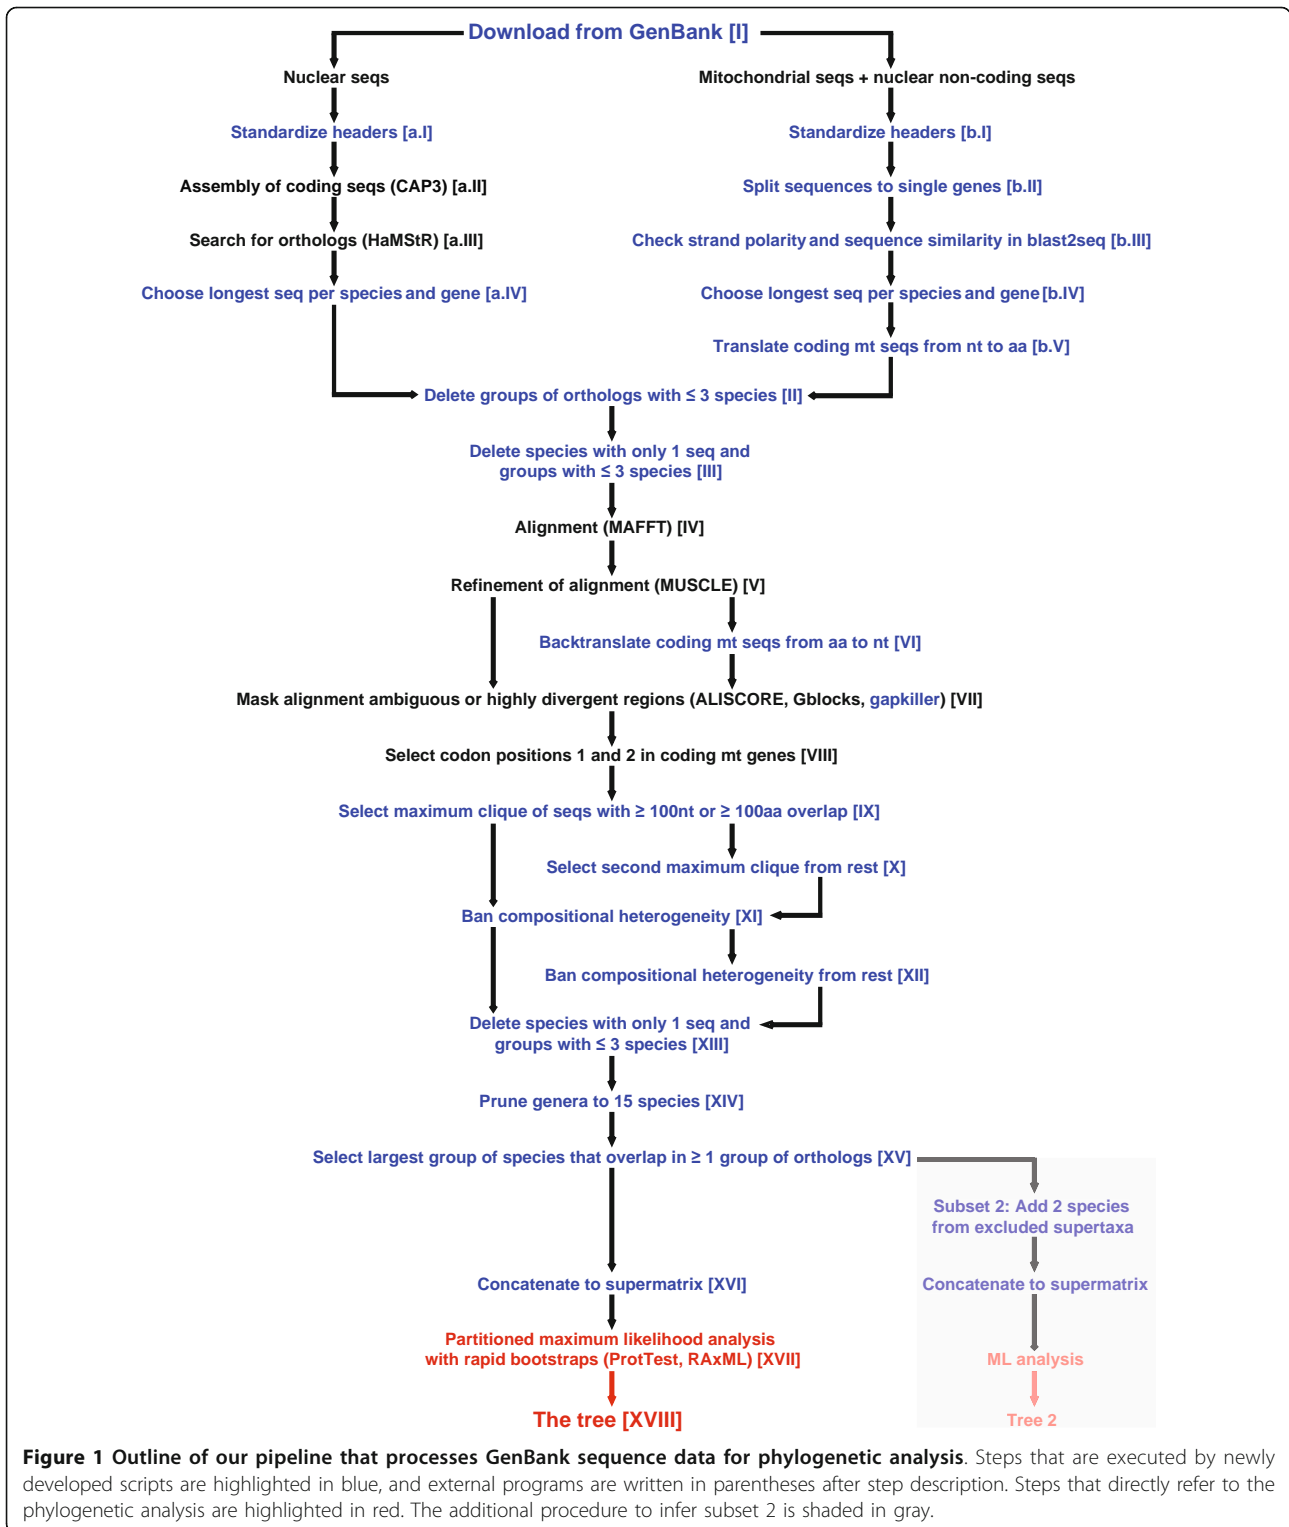 Download from GenBank [I]
Nuclear seqs
Mitochondrial seqs + nuclear non-coding seqs
Standardize headers [a.I]
Standardize headers [b.I]
Assembly of coding seqs (CAP3) [a.II]
Split sequences to single genes [b.II]
Search for orthologs (HaMStR) [a.III]
Check strand polarity and sequence similarity in blast2seq [b.III]
Choose longest seq per species and gene [a.IV]
Choose longest seq per species and gene [b.IV]
Translate coding mt seqs from nt to aa [b.V]
Delete groups of orthologs with ≤ 3 species [II]
Delete species with only 1 seq and
groups with ≤ 3 species [III]
Alignment (MAFFT) [IV]
Refinement of alignment (MUSCLE) [V]
Backtranslate coding mt seqs from aa to nt [VI]
Mask alignment ambiguous or highly divergent regions (ALISCORE, Gblocks, gapkiller) [VII]
Select codon positions 1 and 2 in coding mt genes [VIII]
Select maximum clique of seqs with ≥ 100nt or ≥ 100aa overlap [IX]
Select second maximum clique from rest [X]
Ban compositional heterogeneity [XI]
Ban compositional heterogeneity from rest [XII]
Delete species with only 1 seq and
groups with ≤ 3 species [XIII]
Prune genera to 15 species [XIV]
Select largest group of species that overlap in ≥ 1 group of orthologs [XV]
Subset 2: Add 2 species
from excluded supertaxa
Concatenate to supermatrix [XVI]
Concatenate to supermatrix
Partitioned maximum likelihood analysis
with rapid bootstraps (ProtTest, RAxML) [XVII]
ML analysis
The tree [XVIII]
Tree 2
Figure 1 Outline of our pipeline that processes GenBank sequence data for phylogenetic analysis. Steps that are executed by newly
developed scripts are highlighted in blue, and external programs are written in parentheses after step description. Steps that directly refer to the
phylogenetic analysis are highlighted in red. The additional procedure to infer subset 2 is shaded in gray.